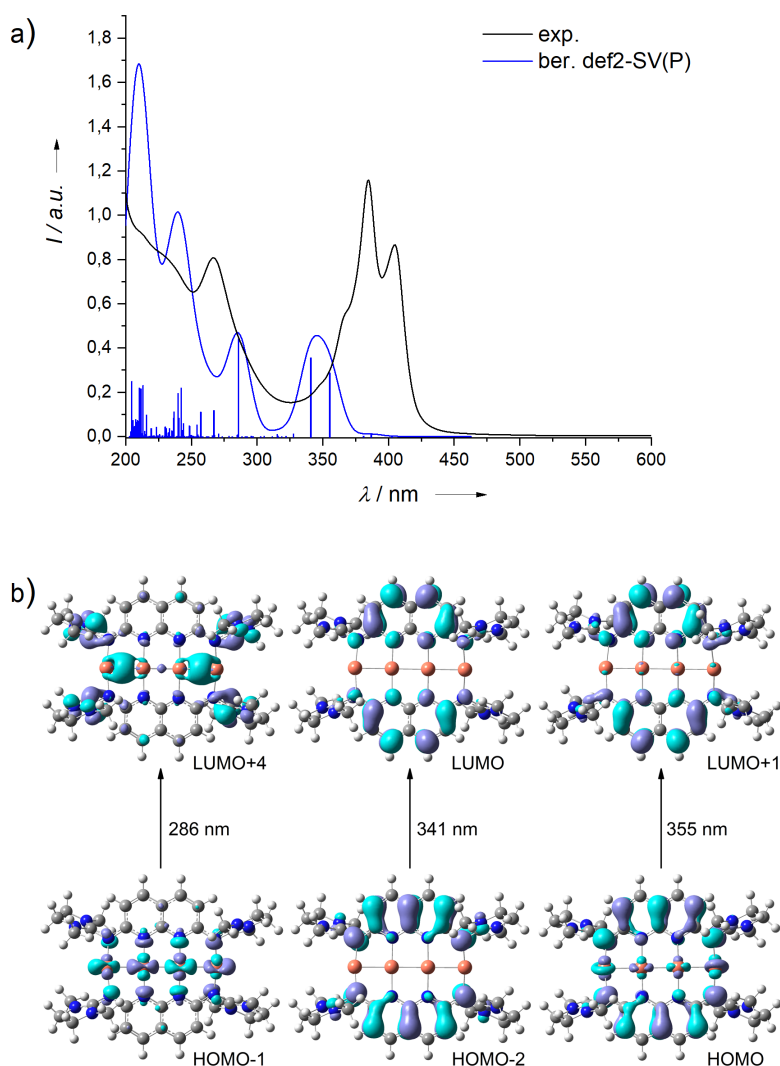 a)
exp.
ber. def2-SV(P)
1,8
1,6
1,4
1,2
1,0
0,8
0,6
0,4
0,2
0,0
I / a.u.
200 250 300 350 400 450 500 550 600
λ / nm
b)
LUMO+4 LUMO LUMO+1
286 nm 341 nm 355 nm
HOMO-1 HOMO-2 HOMO